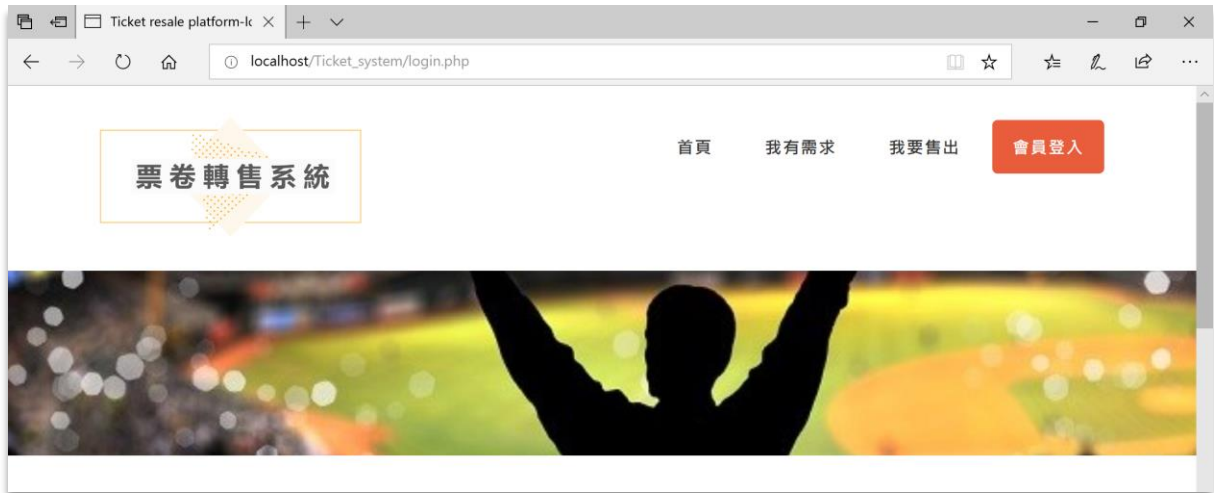 Ticket resale platform-lo
localhost/Ticket_system/login.php
票卷轉售系統
首頁 我有需求 我要售出 會員登入